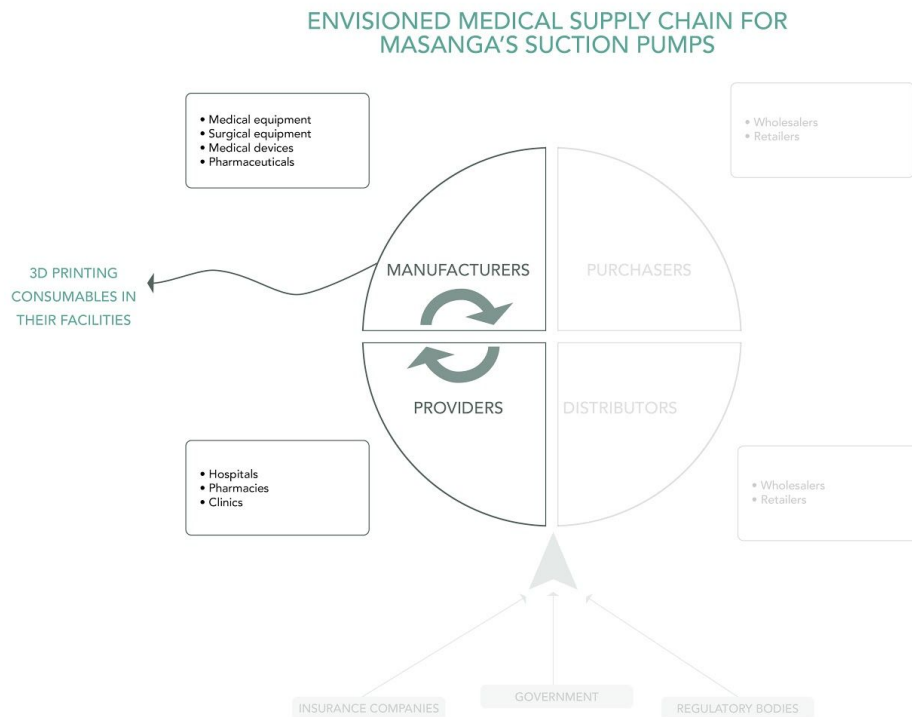 ENVISIONED MEDICAL SUPPLY CHAIN FOR
MASANGA'S SUCTION PUMPS
• Medical equipment
• Surgical equipment
• Medical devices
• Pharmaceuticals
• Wholesalers
• Retailers
3D PRINTING
CONSUMABLES IN
THEIR FACILITIES
MANUFACTURERS
PURCHASERS
PROVIDERS
DISTRIBUTORS
• Hospitals
• Pharmacies
• Clinics
• Wholesalers
• Retailers
INSURANCE COMPANIES
GOVERNMENT
REGULATORY BODIES